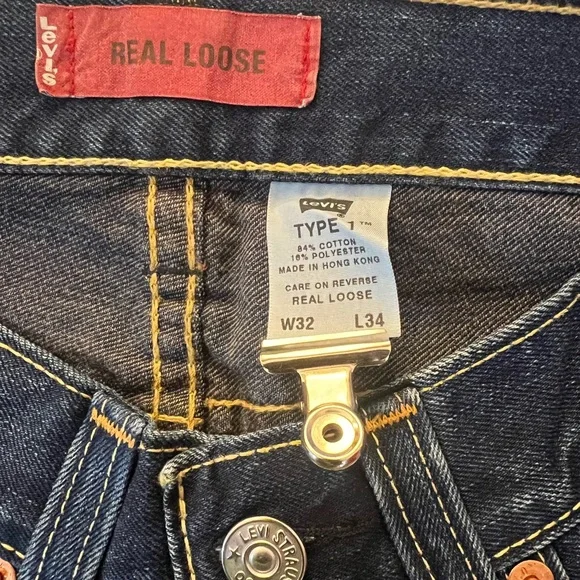 Levi's
REAL LOOSE
Levi's
TYPE 1™
84% COTTON
16% POLYESTER
MADE IN HONG KONG
CARE ON REVERSE
REAL LOOSE
W32 L34
LEVI STRAUSS